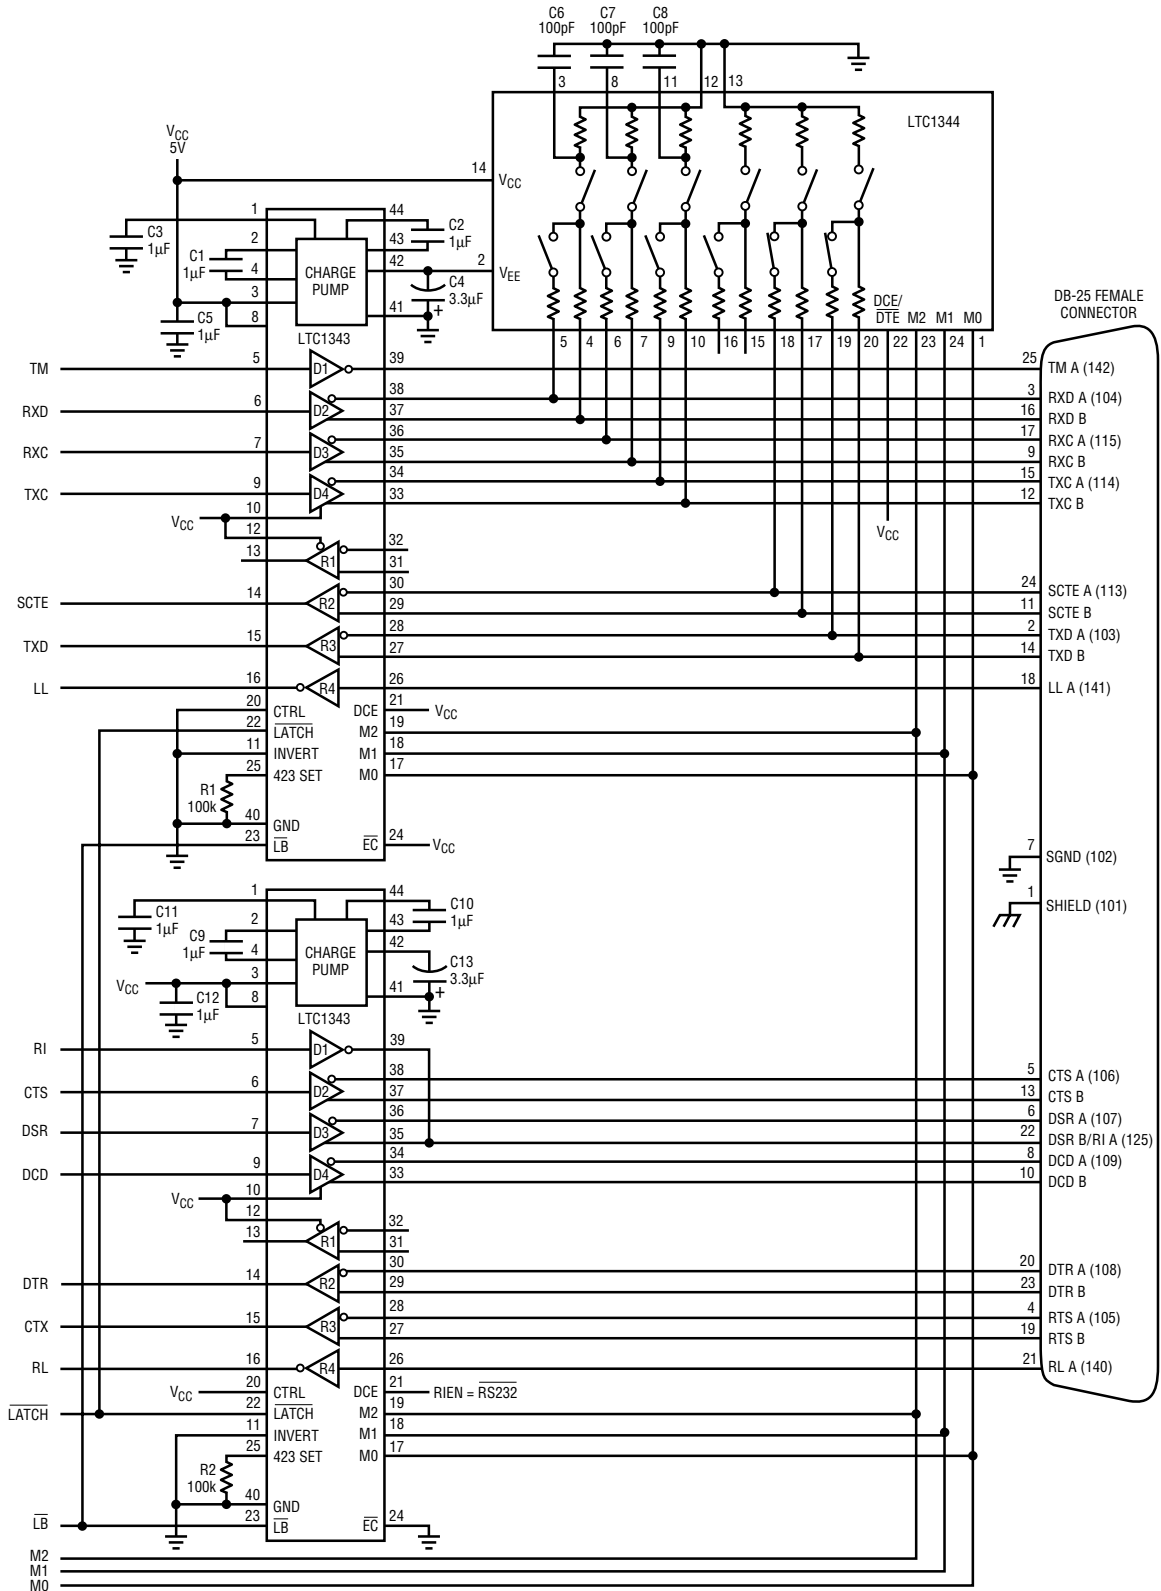 C6
100pF
C7
100pF
C8
100pF
3
8
11
12
13
LTC1344
VCC
5V
14
VCC
2
VEE
DCE/
DTE
M2
M1
M0
5
4
6
7
9
10
16
15
18
17
19
20
22
23
24
1
VCC
1
44
C3
1µF
2
C1
1µF
4
3
8
C5
1µF
CHARGE
PUMP
43
C2
1µF
42
C4
3.3µF
+
41
LTC1343
TM
5
D1
39
RXD
6
D2
38
37
RXC
7
D3
36
35
TXC
9
D4
34
33
VCC
10
12
13
R1
32
31
SCTE
14
R2
30
29
TXD
15
R3
28
27
LL
16
R4
26
20
CTRL
DCE
21
VCC
22
LATCH
M2
19
11
INVERT
M1
18
25
423 SET
M0
17
R1
100k
40
GND
23
LB
EC
24
VCC
DB-25 FEMALE
CONNECTOR
25
TM A (142)
3
RXD A (104)
16
RXD B
17
RXC A (115)
9
RXC B
15
TXC A (114)
12
TXC B
24
SCTE A (113)
11
SCTE B
2
TXD A (103)
14
TXD B
18
LL A (141)
7
SGND (102)
1
SHIELD (101)
1
44
C11
1µF
2
C9
1µF
4
VCC
3
8
C12
1µF
CHARGE
PUMP
43
C10
1µF
42
C13
3.3µF
+
41
LTC1343
RI
5
D1
39
CTS
6
D2
38
37
DSR
7
D3
36
35
DCD
9
D4
34
33
VCC
10
12
13
R1
32
31
DTR
14
R2
30
29
CTX
15
R3
28
27
RL
16
R4
26
VCC
20
CTRL
DCE
21
RIEN = RS232
LATCH
22
LATCH
M2
19
11
INVERT
M1
18
25
423 SET
M0
17
R2
100k
40
GND
LB
23
LB
EC
24
M2
M1
M0
5
CTS A (106)
13
CTS B
6
DSR A (107)
22
DSR B/RI A (125)
8
DCD A (109)
10
DCD B
20
DTR A (108)
23
DTR B
4
RTS A (105)
19
RTS B
21
RL A (140)